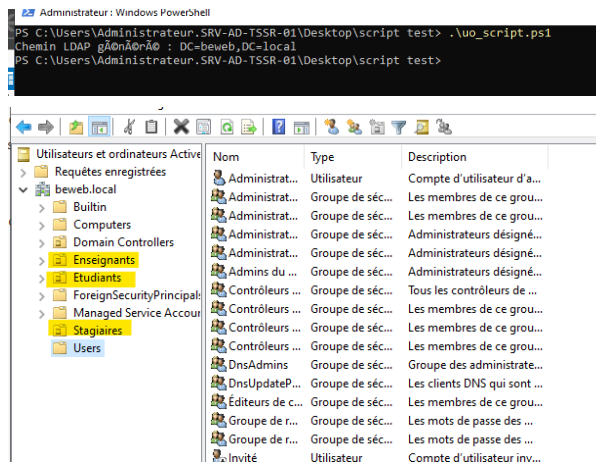 Administrateur : Windows PowerShell
PS C:\Users\Administrateur.SRV-AD-TSSR-01\Desktop\script test> .\uo_script.ps1
Chemin LDAP gÃ©nÃ©rÃ© : DC=beweb,DC=local
PS C:\Users\Administrateur.SRV-AD-TSSR-01\Desktop\script test>
Utilisateurs et ordinateurs Active
Requêtes enregistrées
beweb.local
Builtin
Computers
Domain Controllers
Enseignants
Etudiants
ForeignSecurityPrincipals
Managed Service Accour
Stagiaires
Users
Nom Type Description
Administrat... Utilisateur Compte d'utilisateur d'a...
Administrat... Groupe de séc... Les membres de ce grou...
Administrat... Groupe de séc... Les membres de ce grou...
Administrat... Groupe de séc... Administrateurs désigné...
Administrat... Groupe de séc... Administrateurs désigné...
Admins du ... Groupe de séc... Administrateurs désigné...
Contrôleurs ... Groupe de séc... Tous les contrôleurs de ...
Contrôleurs ... Groupe de séc... Les membres de ce grou...
Contrôleurs ... Groupe de séc... Les membres de ce grou...
Contrôleurs ... Groupe de séc... Les membres de ce grou...
DnsAdmins Groupe de séc... Groupe des administrate...
DnsUpdateP... Groupe de séc... Les clients DNS qui sont ...
Éditeurs de c... Groupe de séc... Les membres de ce grou...
Groupe de r... Groupe de séc... Les mots de passe des ...
Groupe de r... Groupe de séc... Les mots de passe des ...
Invité Utilisateur Compte d'utilisateur inv...